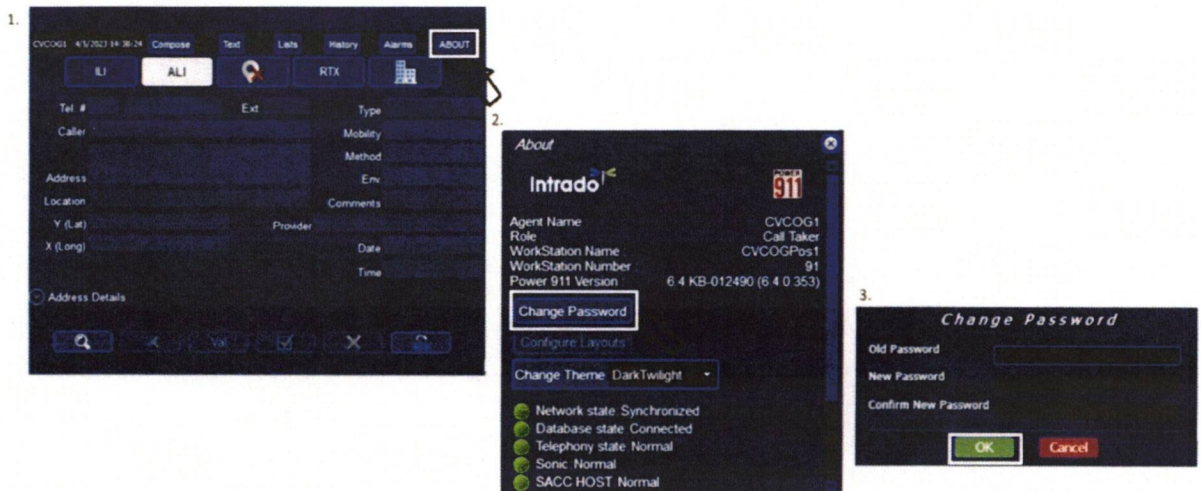 1.
CVCOG1 4/5/2023 14:38:24 Compose Text Lists History Alarms ABOUT
ILI ALI RTX
Tel. # Ext Type
Caller Mobility
Method
Address Env.
Location Comments
Y (Lat) Provider
X (Long) Date
Time
Address Details
Val
2.
About
Intrado
POWER 911
Agent Name CVCOG1
Role Call Taker
WorkStation Name CVCOGPos1
WorkStation Number 91
Power 911 Version 6.4 KB-012490 (6.4.0.353)
Change Password
Configure Layouts
Change Theme DarkTwilight
Network state Synchronized
Database state Connected
Telephony state Normal
Sonic Normal
SACC HOST Normal
3.
Change Password
Old Password
New Password
Confirm New Password
OK Cancel